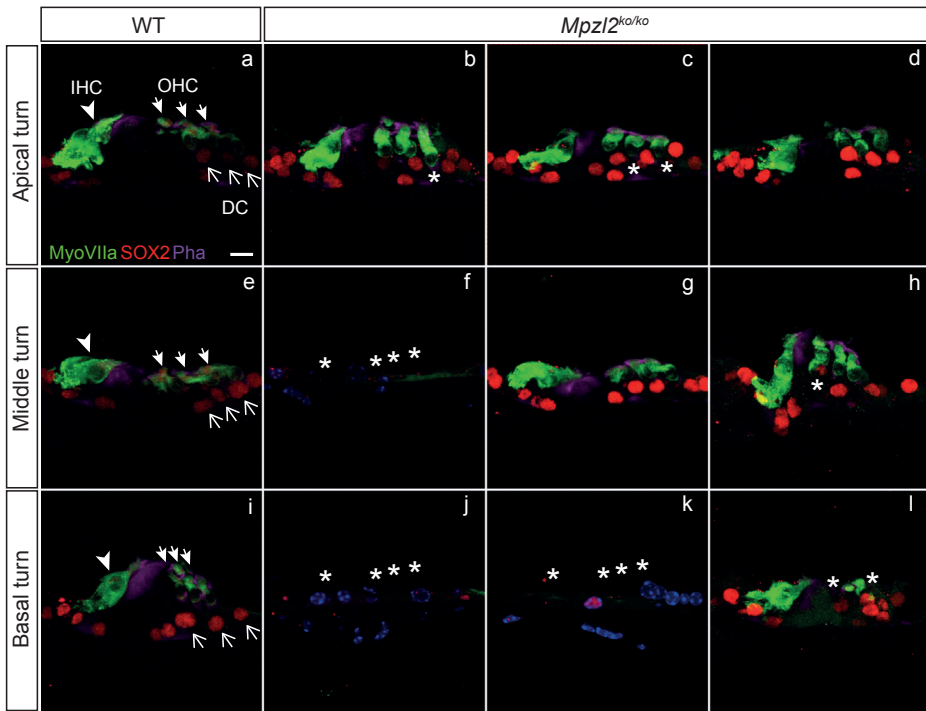 WT
Mpzl2ko/ko
Apical turn
a
IHC
OHC
DC
MyoVIIa SOX2 Pha
b
*
c
* *
d
Middle turn
e
f
* * * *
g
h
*
Basal turn
i
j
* * * *
k
* * * *
l
* *